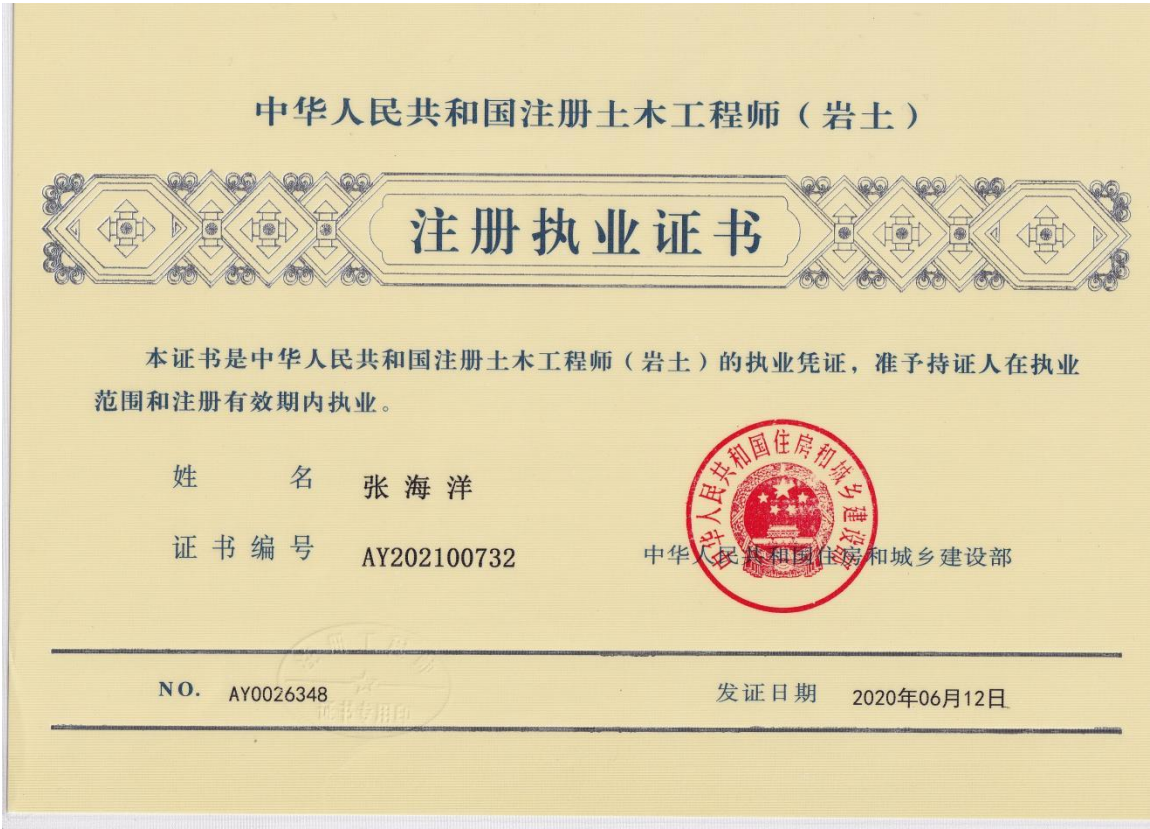 中华人民共和国注册土木工程师（岩土）
注册执业证书
本证书是中华人民共和国注册土木工程师（岩土）的执业凭证，准予持证人在执业
范围和注册有效期内执业。
姓名 张海洋
中华人民共和国住房和城乡建设部
证书编号 AY202100732
中华人民共和国住房和城乡建设部
NO. AY0026348
发证日期 2020年06月12日
证书专用印